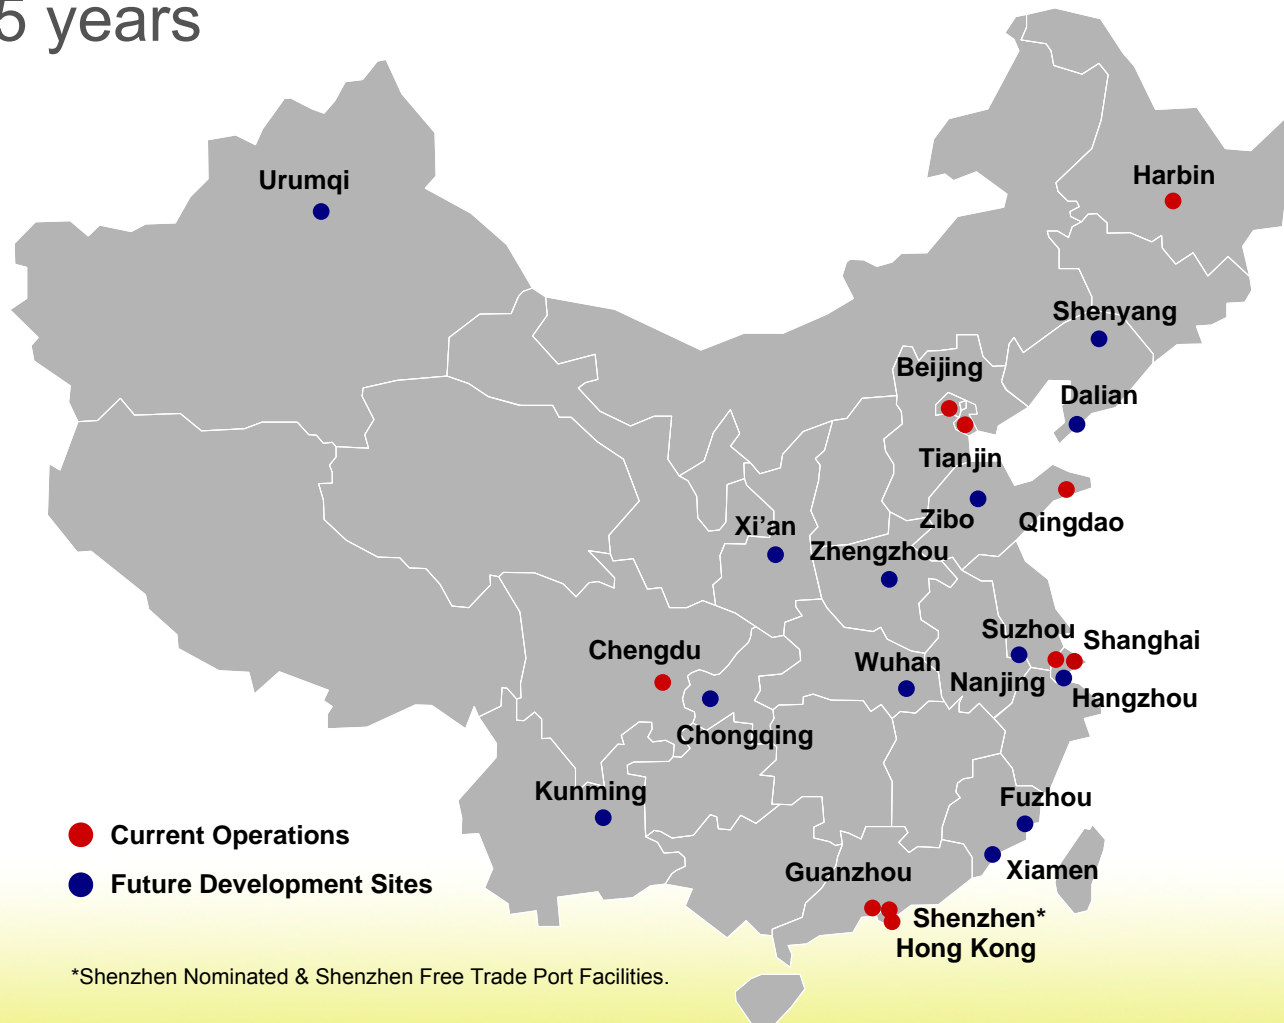 5 years
Urumqi
Harbin
Shenyang
Beijing
Dalian
Tianjin
Zibo
Qingdao
Xi’an
Zhengzhou
Suzhou
Shanghai
Chengdu
Wuhan
Nanjing
Hangzhou
Chongqing
Kunming
Fuzhou
Current Operations
Guanzhou
Xiamen
Future Development Sites
Shenzhen*
Hong Kong
*Shenzhen Nominated & Shenzhen Free Trade Port Facilities.